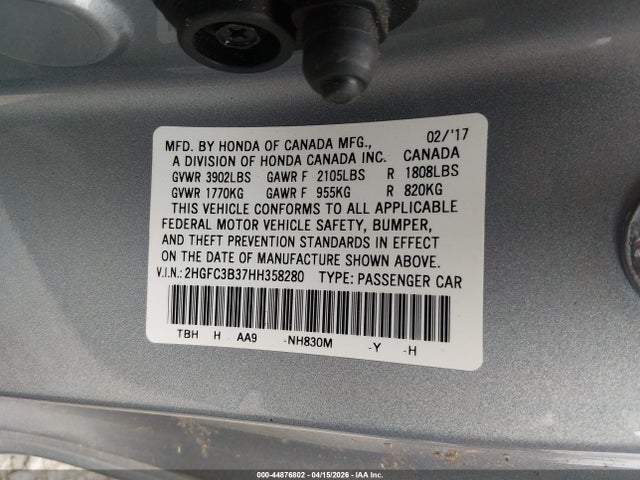 MFD. BY HONDA OF CANADA MFG., 02/'17
A DIVISION OF HONDA CANADA INC. CANADA
GVWR 3902LBS GAWR F 2105LBS R 1808LBS
GVWR 1770KG GAWR F 955KG R 820KG
THIS VEHICLE CONFORMS TO ALL APPLICABLE
FEDERAL MOTOR VEHICLE SAFETY, BUMPER,
AND THEFT PREVENTION STANDARDS IN EFFECT
ON THE DATE OF MANUFACTURE SHOWN ABOVE.
V.I.N.: 2HGFC3B37HH358280 TYPE: PASSENGER CAR
TBH H AA9 -NH830M -Y -H
000-44876802 - 04/15/2026 - IAA Inc.